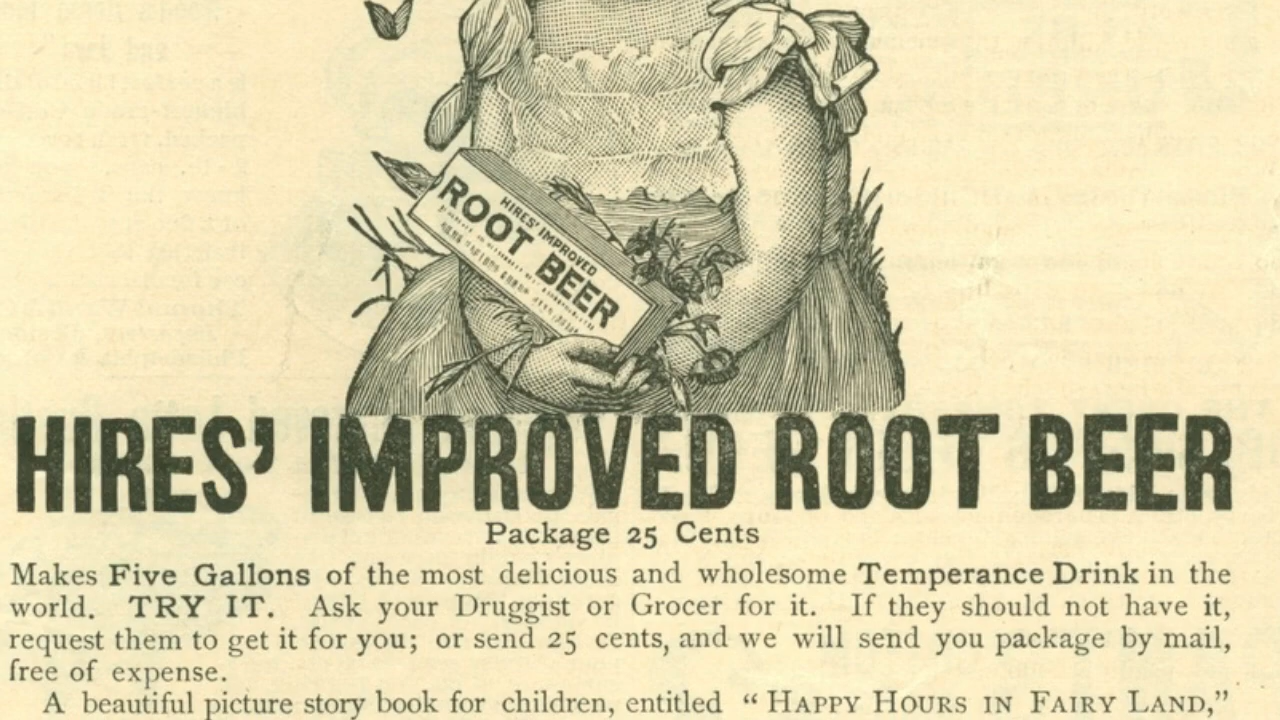 HIRES' IMPROVED
ROOT BEER
HIRES' IMPROVED ROOT BEER
Package 25 Cents
Makes Five Gallons of the most delicious and wholesome Temperance Drink in the
world. TRY IT. Ask your Druggist or Grocer for it. If they should not have it,
request them to get it for you; or send 25 cents, and we will send you package by mail,
free of expense.
A beautiful picture story book for children, entitled “ HAPPY HOURS IN FAIRY LAND,”